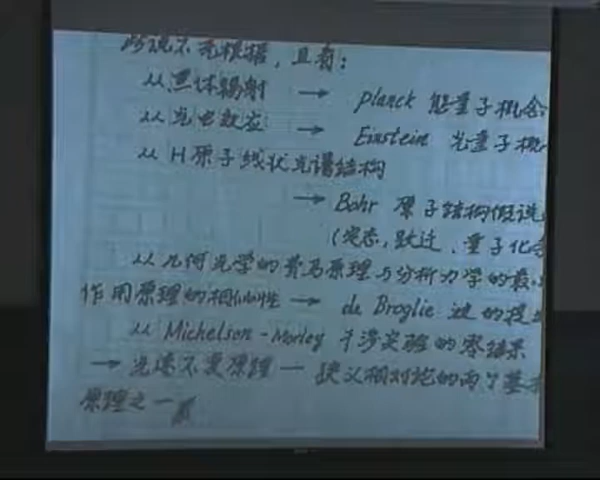 所说不无根据，且看：
从黑体辐射 → Planck 能量子概念
从光电效应 → Einstein 光量子概
从 H 原子线状光谱结构
→ Bohr 原子结构假说
(定态，跃迁、量子化
从几何光学的费马原理与分析力学的最
作用原理的相似性 → de Broglie 波的提
从 Michelson-Morley 干涉实验的零结果
→ 光速不变原理 — 狭义相对论的两个基本
原理之一